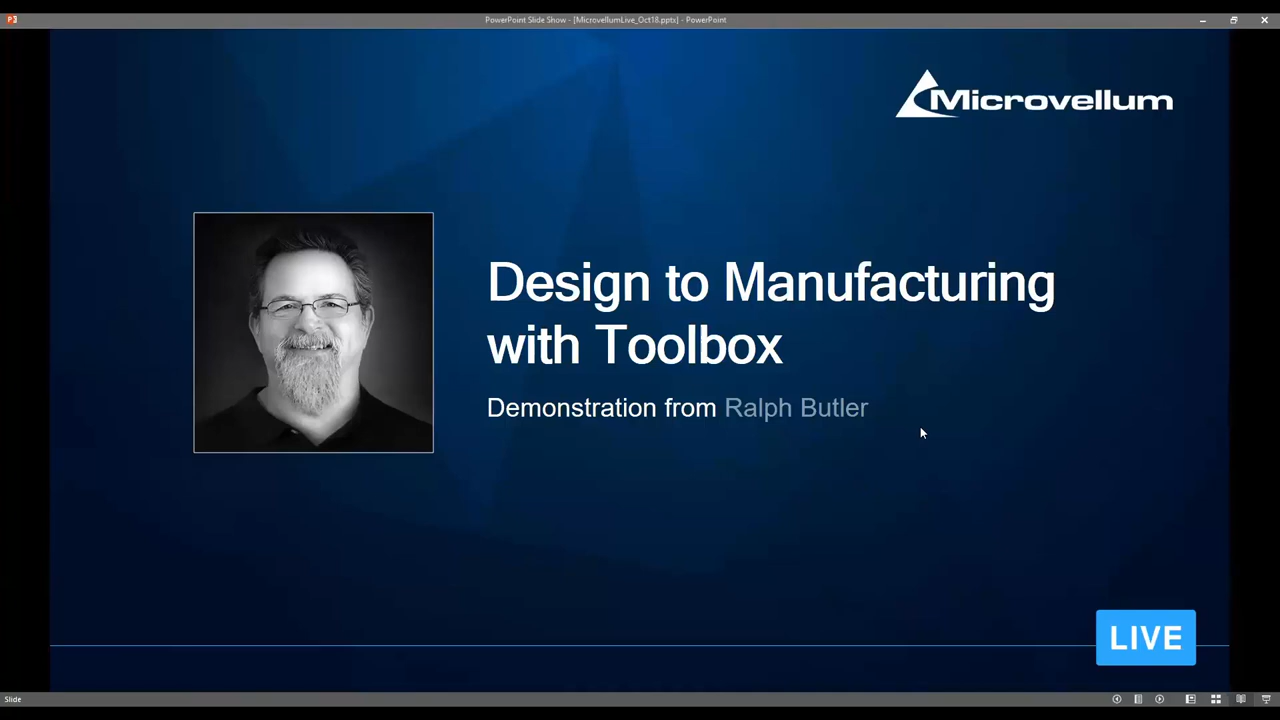 PowerPoint Slide Show - [MicrovellumLive_Oct18.pptx] - PowerPoint
Microvellum
Design to Manufacturing
with Toolbox
Demonstration from Ralph Butler
LIVE
Slide